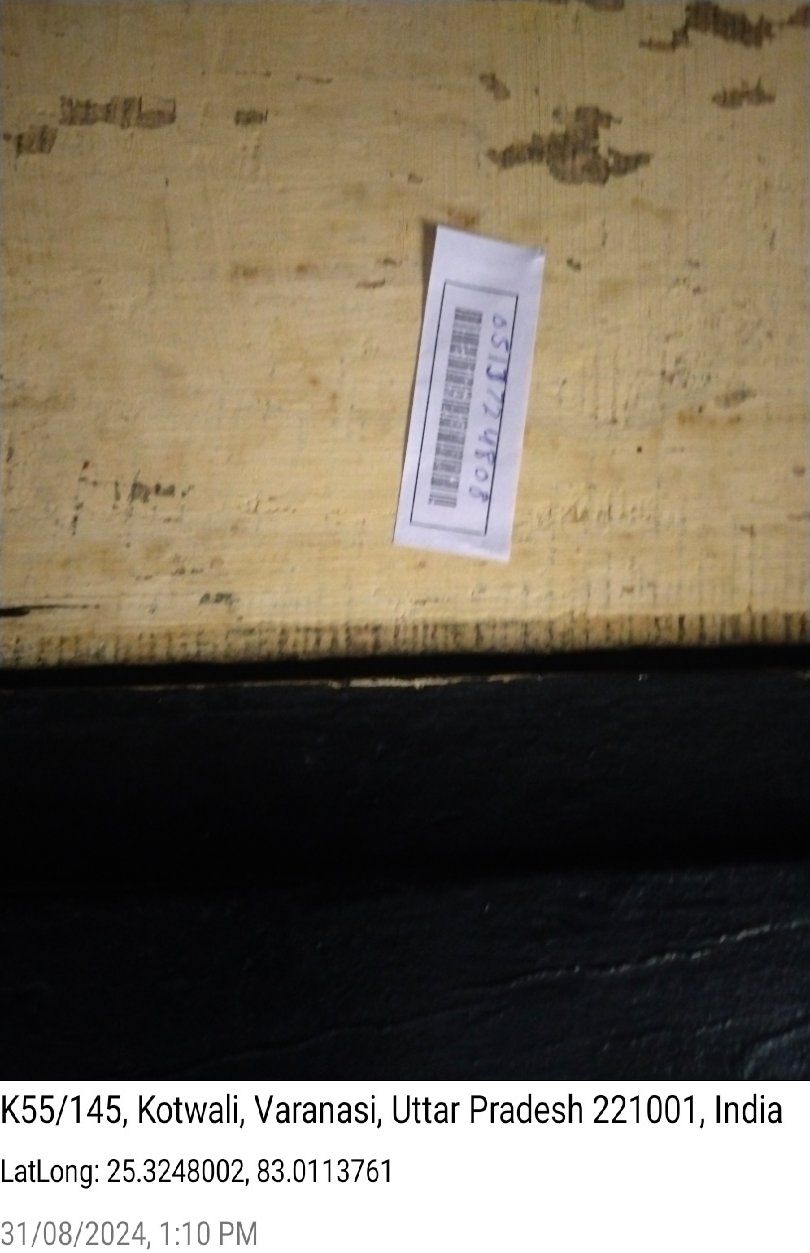 0513724808
K55/145, Kotwali, Varanasi, Uttar Pradesh 221001, India
LatLong: 25.3248002, 83.0113761
31/08/2024, 1:10 PM